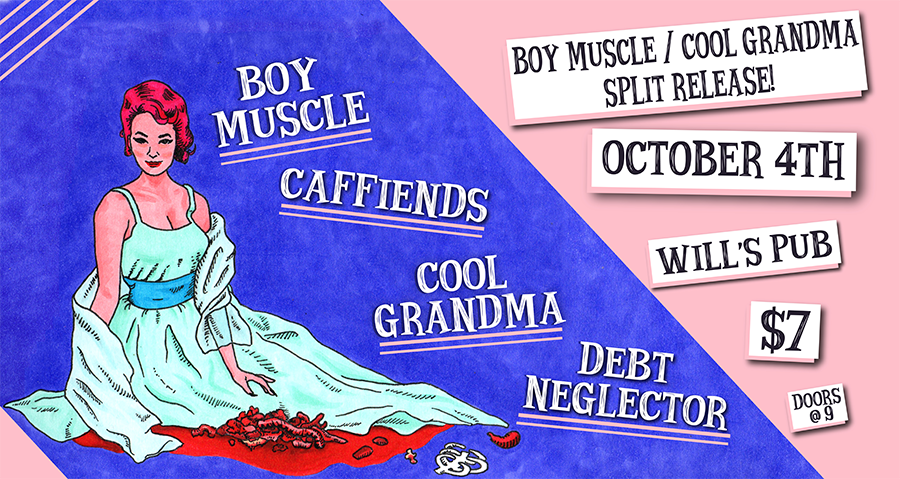 BOY
MUSCLE
CAFFIENDS
COOL
GRANDMA
DEBT
NEGLECTOR
BOY MUSCLE / COOL GRANDMA
SPLIT RELEASE!
OCTOBER 4TH
WILL'S PUB
$7
DOORS
@ 9